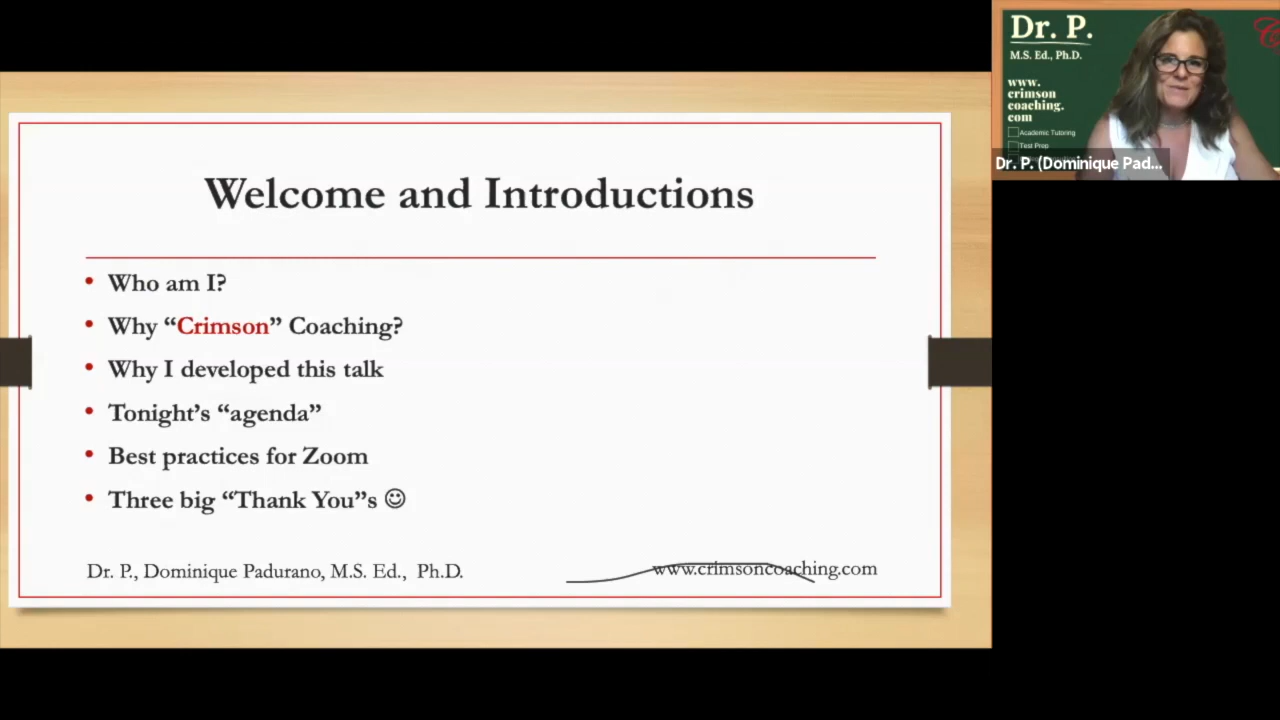 Welcome and Introductions
• Who am I?
• Why “Crimson” Coaching?
• Why I developed this talk
• Tonight’s “agenda”
• Best practices for Zoom
• Three big “Thank You”s ☺
Dr. P., Dominique Padurano, M.S. Ed., Ph.D.
www.crimsoncoaching.com
Dr. P.
M.S. Ed., Ph.D.
www.
crimson
coaching.
com
Academic Tutoring
Test Prep
Dr. P. (Dominique Pad...